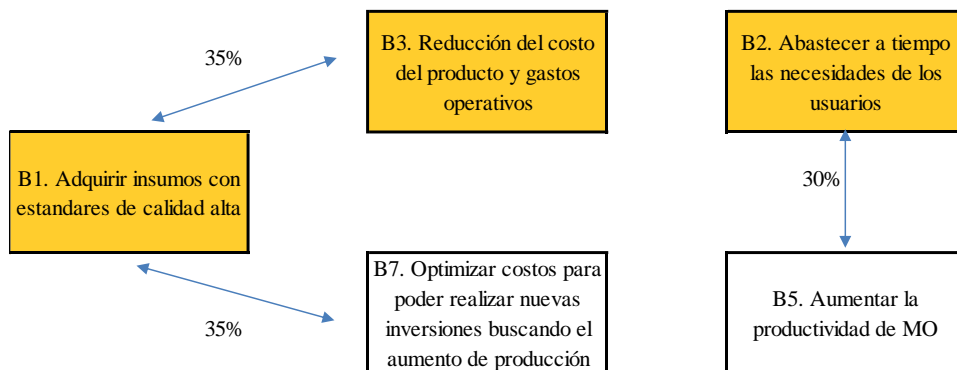 35%
B3. Reducción del costo
del producto y gastos
operativos
B2. Abastecer a tiempo
las necesidades de los
usuarios
B1. Adquirir insumos con
estandares de calidad alta
30%
35%
B7. Optimizar costos para
poder realizar nuevas
inversiones buscando el
aumento de producción
B5. Aumentar la
productividad de MO